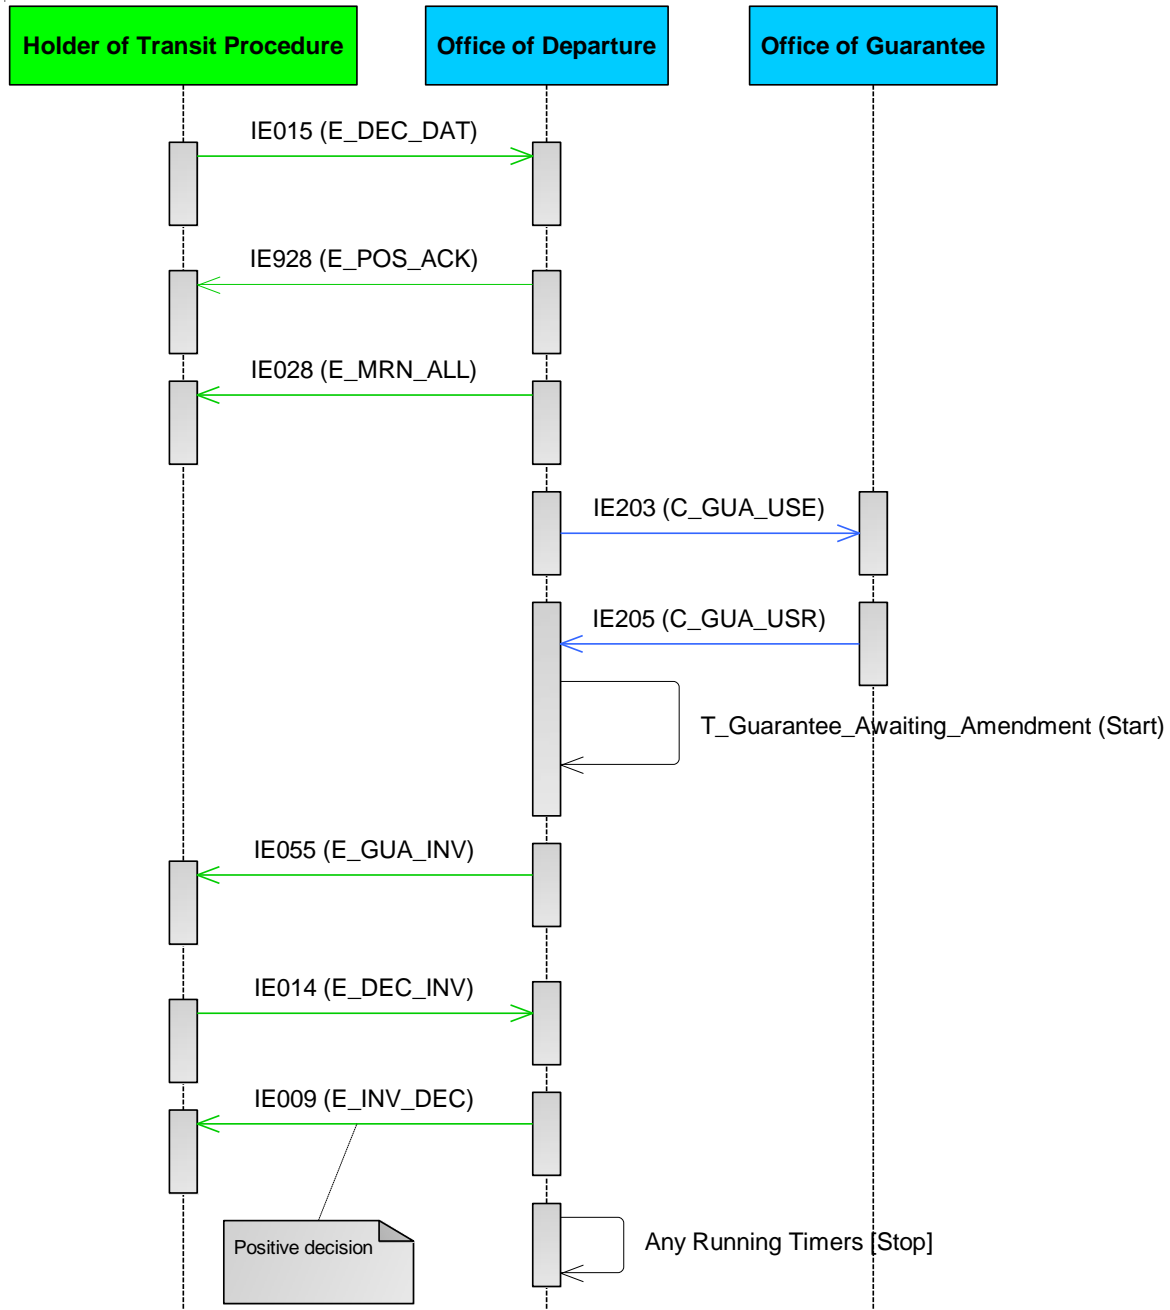 Holder of Transit Procedure
Office of Departure
Office of Guarantee
IE015 (E_DEC_DAT)
IE928 (E_POS_ACK)
IE028 (E_MRN_ALL)
IE203 (C_GUA_USE)
IE205 (C_GUA_USR)
T_Guarantee_Awaiting_Amendment (Start)
IE055 (E_GUA_INV)
IE014 (E_DEC_INV)
IE009 (E_INV_DEC)
Positive decision
Any Running Timers [Stop]